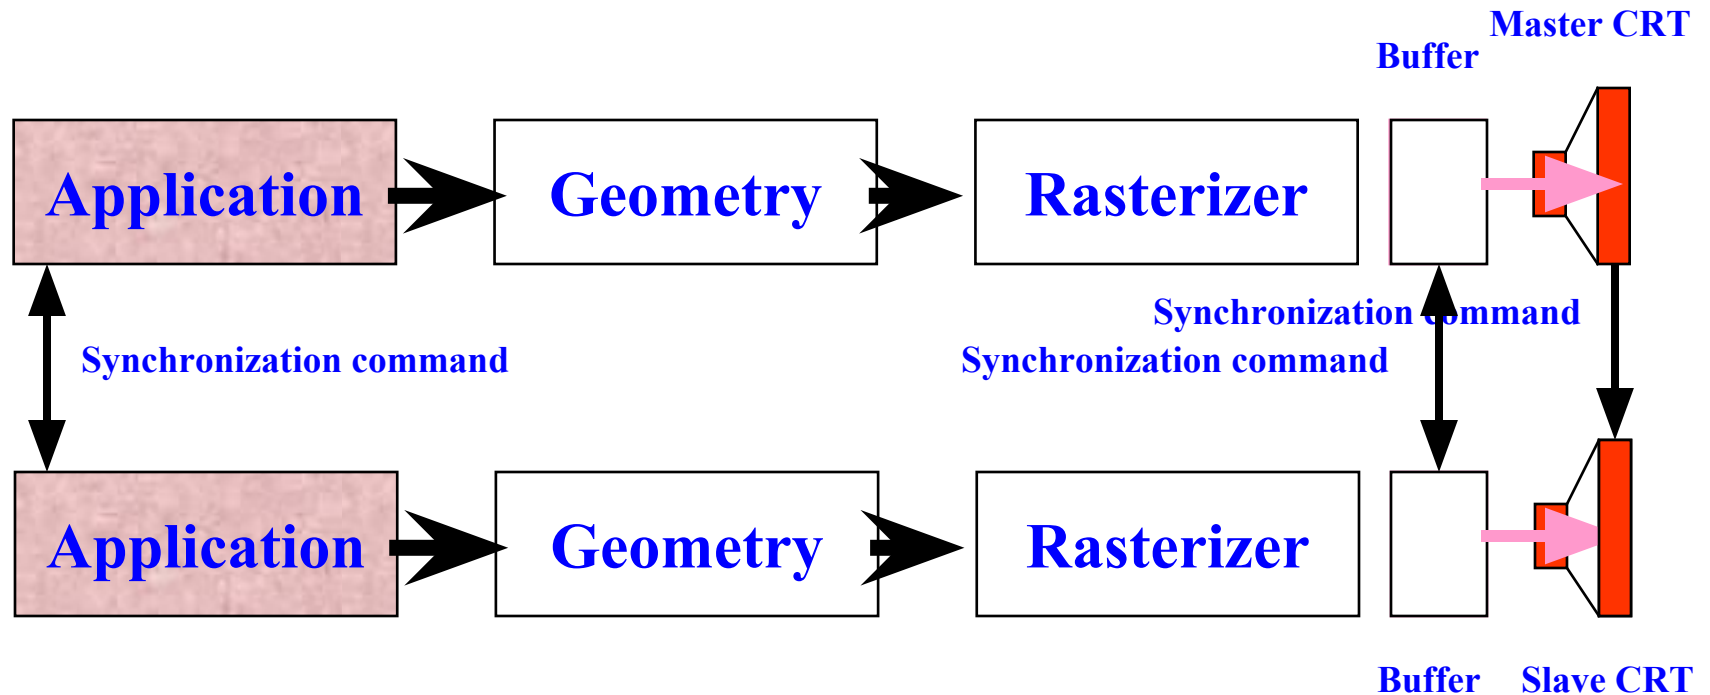 Master CRT
Buffer
Application
Geometry
Rasterizer
Synchronization command
Synchronization command
Synchronization command
Application
Geometry
Rasterizer
Buffer
Slave CRT